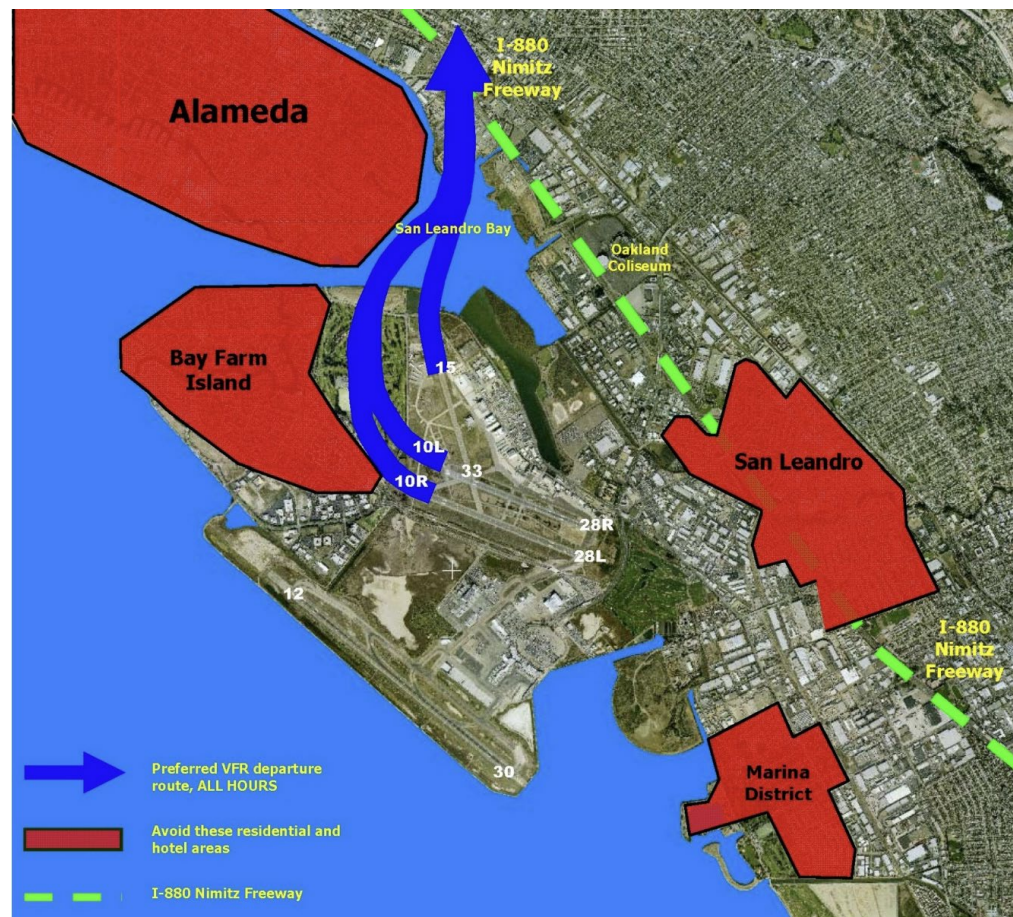 I-880
Nimitz
Freeway
Alameda
San Leandro Bay
Oakland
Coliseum
Bay Farm
Island
15
10L
33
10R
San Leandro
28R
28L
12
I-880
Nimitz
Freeway
30
Marina
District
Preferred VFR departure
route, ALL HOURS
Avoid these residential and
hotel areas
I-880 Nimitz Freeway